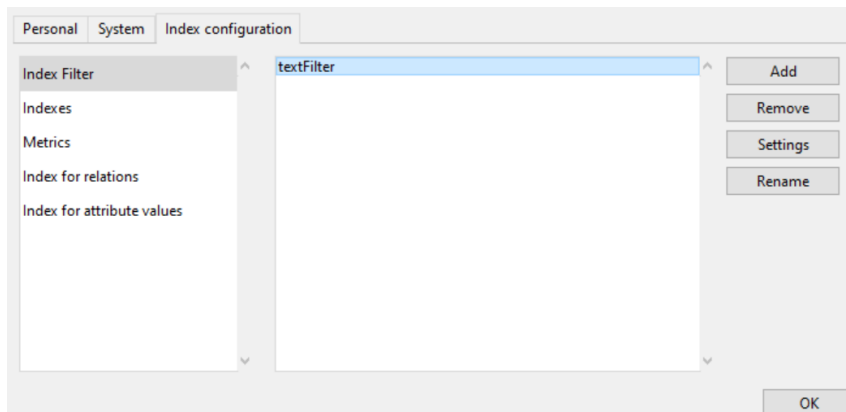 Personal System Index configuration
Index Filter
Indexes
Metrics
Index for relations
Index for attribute values
textFilter
Add
Remove
Settings
Rename
OK